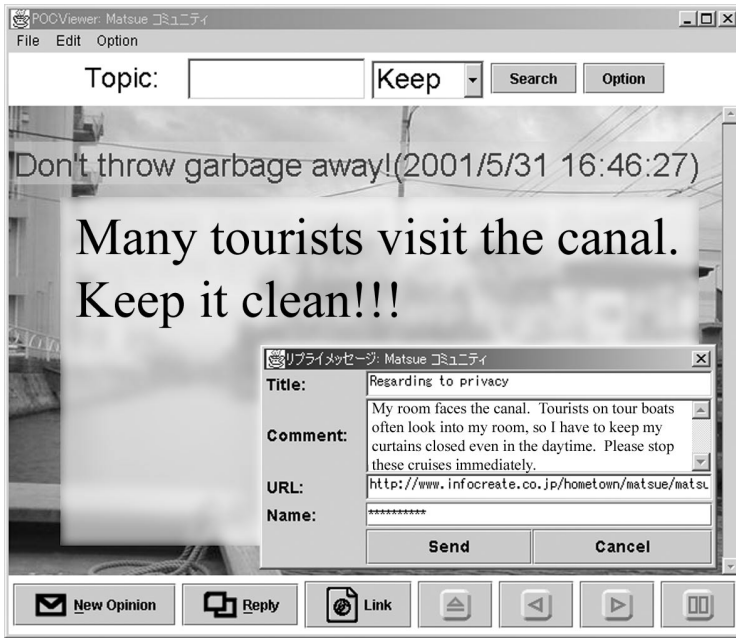 POCViewer: Matsue コミュニティ
File Edit Option
Topic: Keep Search Option
Don't throw garbage away!(2001/5/31 16:46:27)
Many tourists visit the canal.
Keep it clean!!!
リプライメッセージ: Matsue コミュニティ
Title: Regarding to privacy
Comment: My room faces the canal. Tourists on tour boats
often look into my room, so I have to keep my
curtains closed even in the daytime. Please stop
these cruises immediately.
URL: http://www.infocreate.co.jp/hometown/matsue/matsu
Name: **********
Send Cancel
New Opinion Reply Link